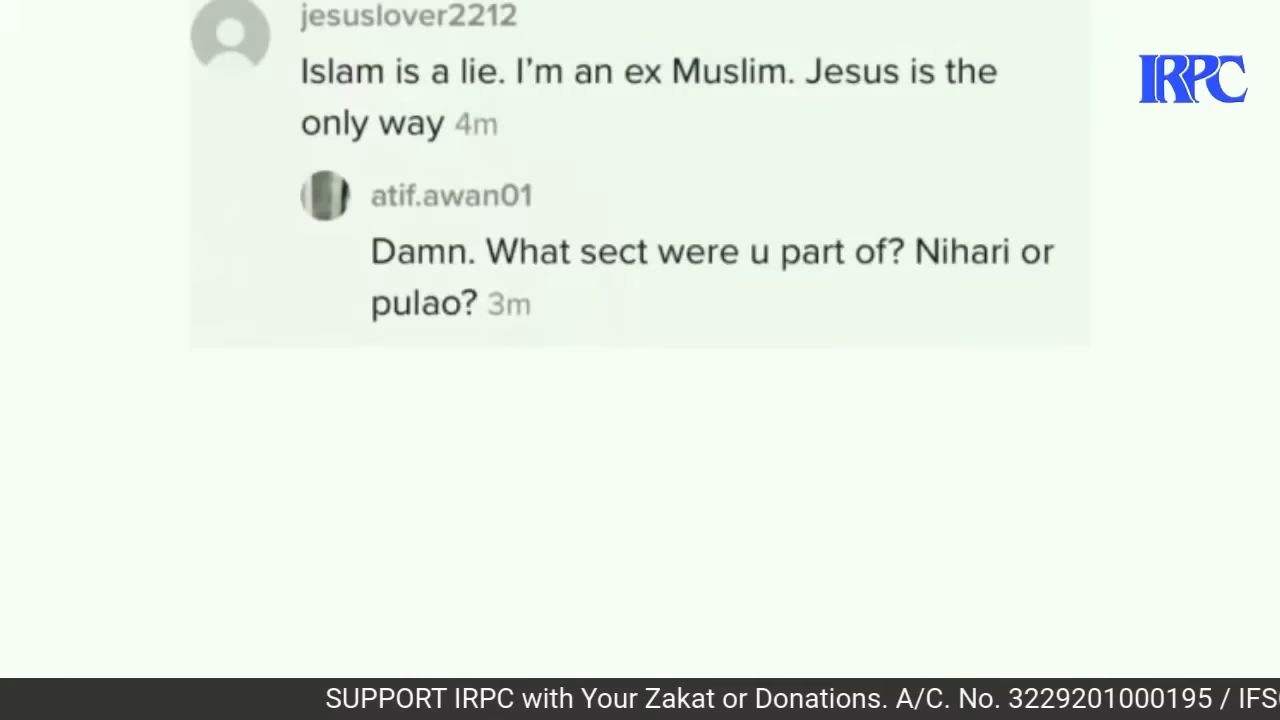 jesuslover2212
Islam is a lie. I'm an ex Muslim. Jesus is the
only way 4m
IRPC
atif.awan01
Damn. What sect were u part of? Nihari or
pulao? 3m
SUPPORT IRPC with Your Zakat or Donations. A/C. No. 3229201000195 / IFS